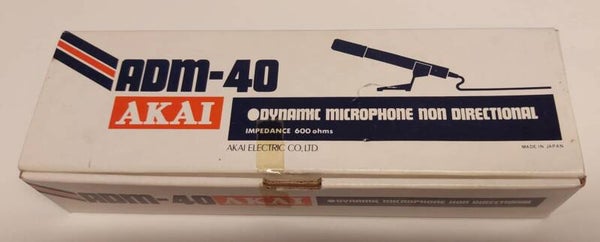 ADM-40
AKAI
DYNAMIC MICROPHONE NON DIRECTIONAL
IMPEDANCE 600 ohms
AKAI ELECTRIC CO., LTD
MADE IN JAPAN
ADM-40 AKAI DYNAMIC MICROPHONE NON DIRECTIONAL